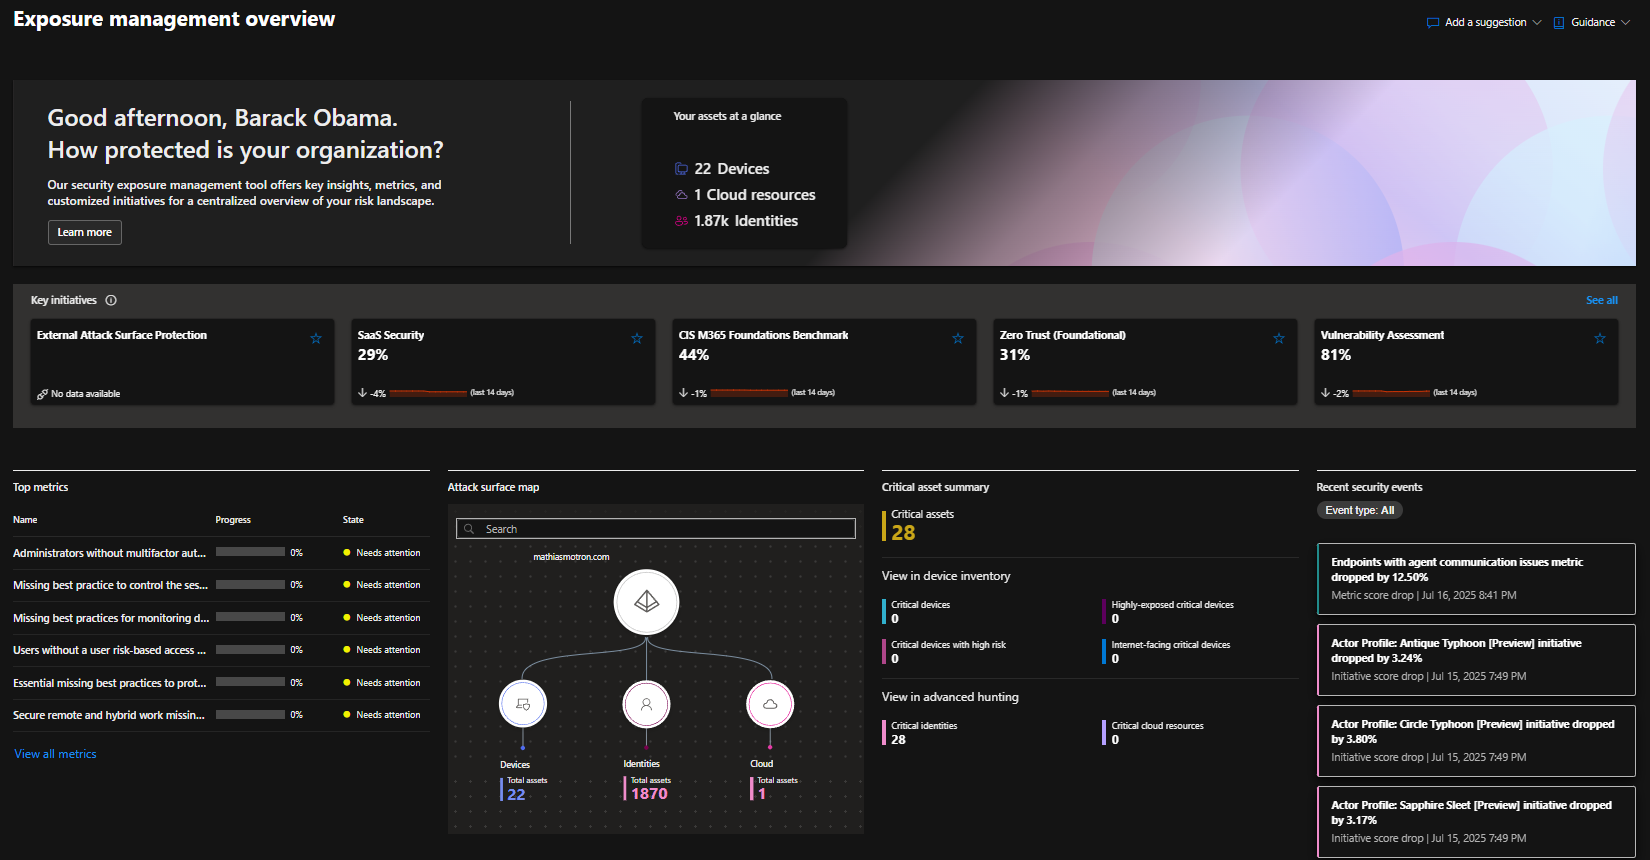 Exposure management overview
Add a suggestion
Guidance
Good afternoon, Barack Obama.
How protected is your organization?
Our security exposure management tool offers key insights, metrics, and
customized initiatives for a centralized overview of your risk landscape.
Learn more
Your assets at a glance
22 Devices
1 Cloud resources
1.87k Identities
Key initiatives
See all
External Attack Surface Protection
No data available
SaaS Security
29%
-4% (last 14 days)
CIS M365 Foundations Benchmark
44%
-1% (last 14 days)
Zero Trust (Foundational)
31%
-1% (last 14 days)
Vulnerability Assessment
81%
-2% (last 14 days)
Top metrics
Name Progress State
Administrators without multifactor aut... 0% Needs attention
Missing best practice to control the ses... 0% Needs attention
Missing best practices for monitoring d... 0% Needs attention
Users without a user risk-based access ... 0% Needs attention
Essential missing best practices to prot... 0% Needs attention
Secure remote and hybrid work missin... 0% Needs attention
View all metrics
Attack surface map
Search
mathiasmotron.com
Devices
Total assets
22
Identities
Total assets
1870
Cloud
Total assets
1
Critical asset summary
Critical assets
28
View in device inventory
Critical devices
0
Highly-exposed critical devices
0
Critical devices with high risk
0
Internet-facing critical devices
0
View in advanced hunting
Critical identities
28
Critical cloud resources
0
Recent security events
Event type: All
Endpoints with agent communication issues metric
dropped by 12.50%
Metric score drop | Jul 16, 2025 8:41 PM
Actor Profile: Antique Typhoon [Preview] initiative
dropped by 3.24%
Initiative score drop | Jul 15, 2025 7:49 PM
Actor Profile: Circle Typhoon [Preview] initiative dropped
by 3.80%
Initiative score drop | Jul 15, 2025 7:49 PM
Actor Profile: Sapphire Sleet [Preview] initiative dropped
by 3.17%
Initiative score drop | Jul 15, 2025 7:49 PM